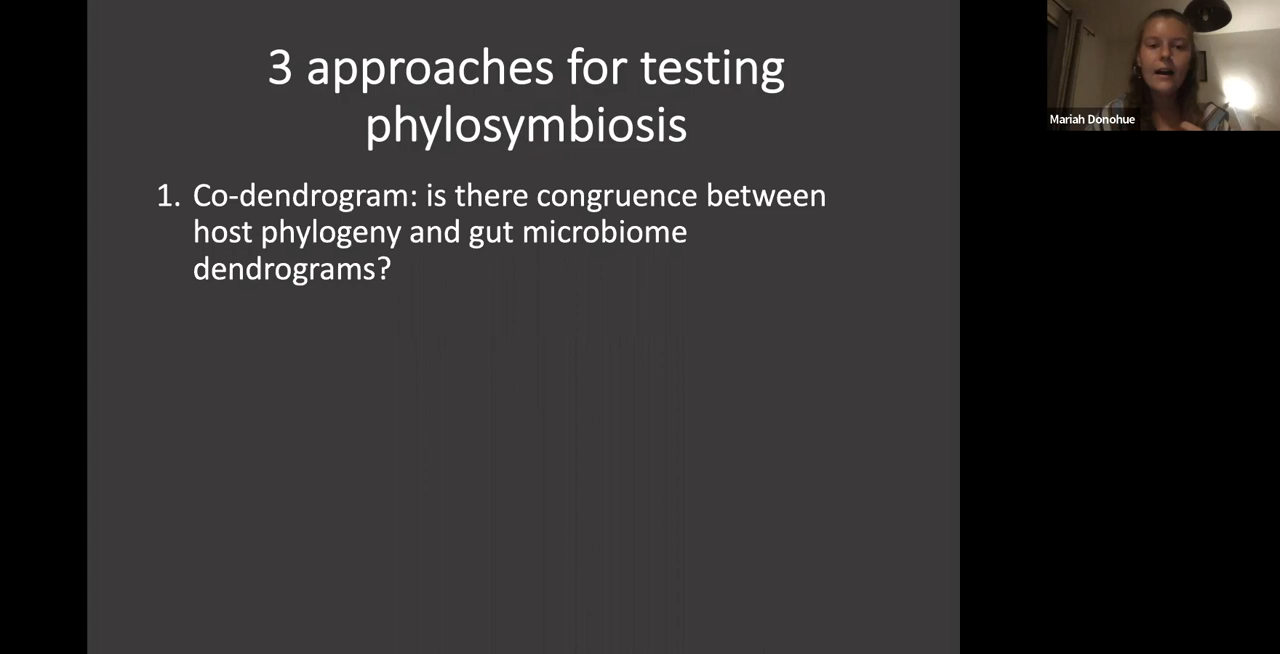 3 approaches for testing
phylosymbiosis
1. Co-dendrogram: is there congruence between
host phylogeny and gut microbiome
dendrograms?
Mariah Donohue